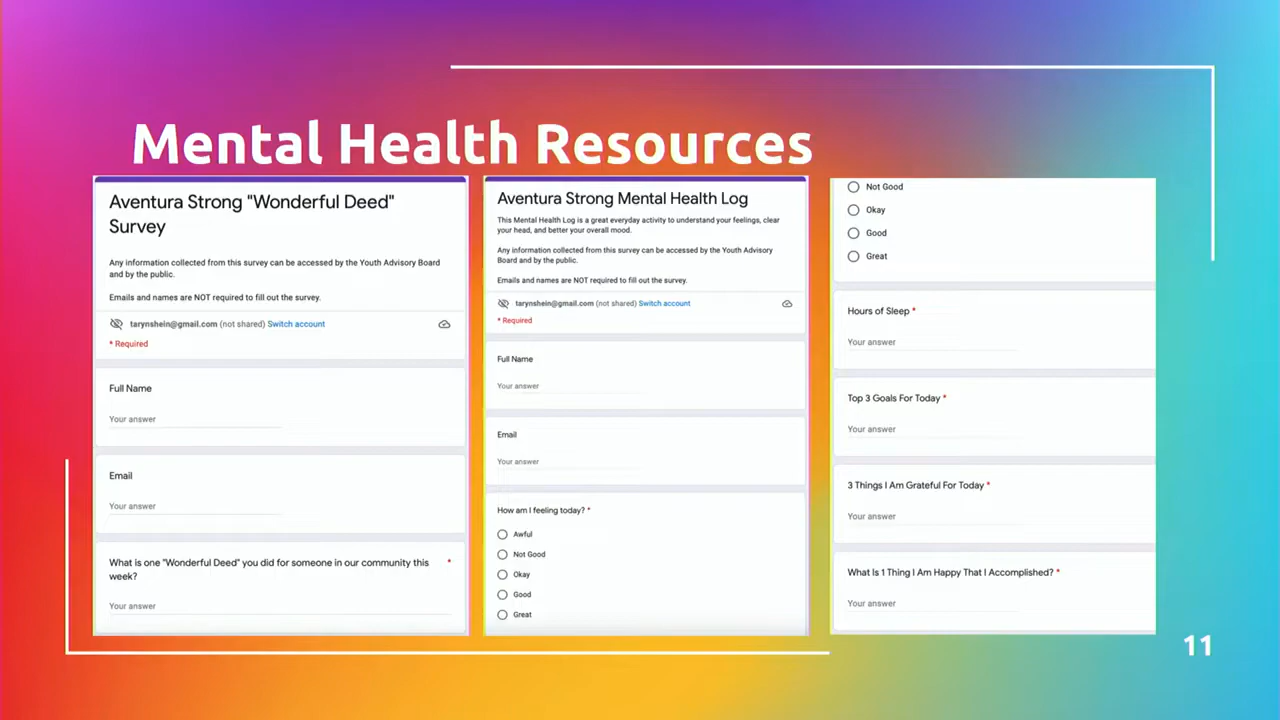 Mental Health Resources
Aventura Strong "Wonderful Deed"
Survey
Any information collected from this survey can be accessed by the Youth Advisory Board
and by the public.
Emails and names are NOT required to fill out the survey.
tarynshein@gmail.com (not shared) Switch account
* Required
Full Name
Your answer
Email
Your answer
What is one "Wonderful Deed" you did for someone in our community this *
week?
Your answer
Aventura Strong Mental Health Log
This Mental Health Log is a great everyday activity to understand your feelings, clear
your head, and better your overall mood.
Any information collected from this survey can be accessed by the Youth Advisory
Board and by the public.
Emails and names are NOT required to fill out the survey.
tarynshein@gmail.com (not shared) Switch account
* Required
Full Name
Your answer
Email
Your answer
How am I feeling today? *
Awful
Not Good
Okay
Good
Great
Not Good
Okay
Good
Great
Hours of Sleep *
Your answer
Top 3 Goals For Today *
Your answer
3 Things I Am Grateful For Today *
Your answer
What Is 1 Thing I Am Happy That I Accomplished? *
Your answer
11